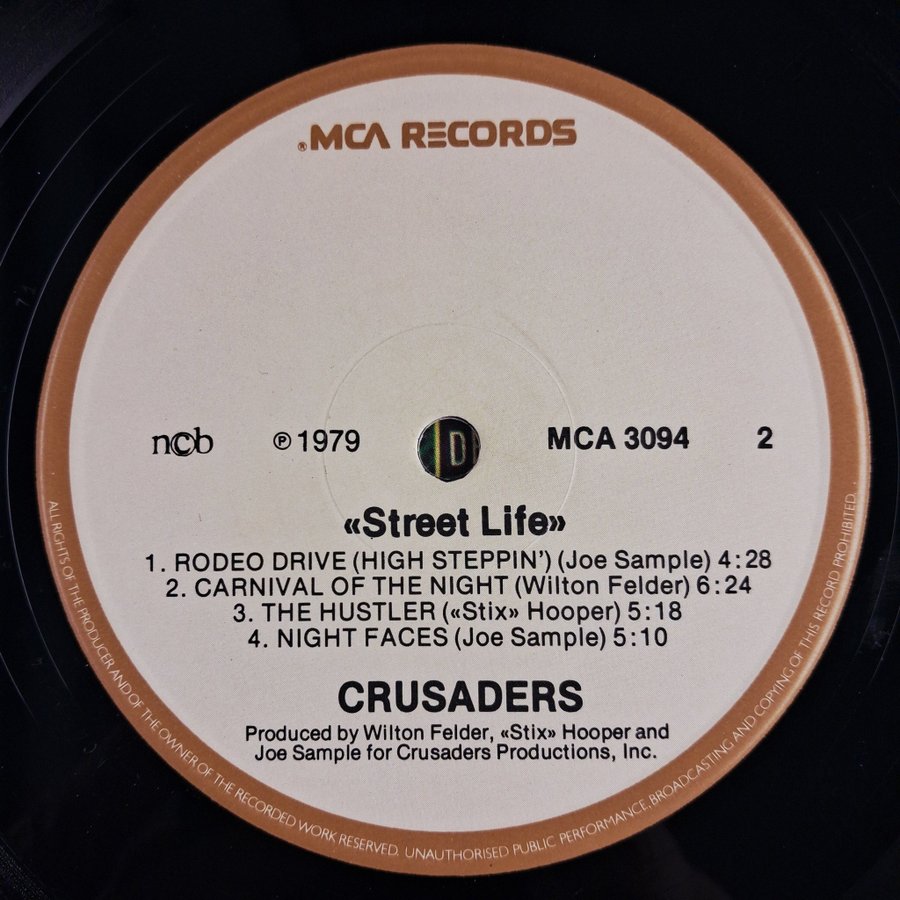 ®MCA RECORDS
ncb ℗ 1979 MCA 3094 2
D
«Street Life»
1. RODEO DRIVE (HIGH STEPPIN') (Joe Sample) 4:28
2. CARNIVAL OF THE NIGHT (Wilton Felder) 6:24
3. THE HUSTLER («Stix» Hooper) 5:18
4. NIGHT FACES (Joe Sample) 5:10
CRUSADERS
Produced by Wilton Felder, «Stix» Hooper and
Joe Sample for Crusaders Productions, Inc.
ALL RIGHTS OF THE PRODUCER AND OF THE OWNER OF THE RECORDED WORK RESERVED. UNAUTHORISED PUBLIC PERFORMANCE, BROADCASTING AND COPYING OF THIS RECORD PROHIBITED.